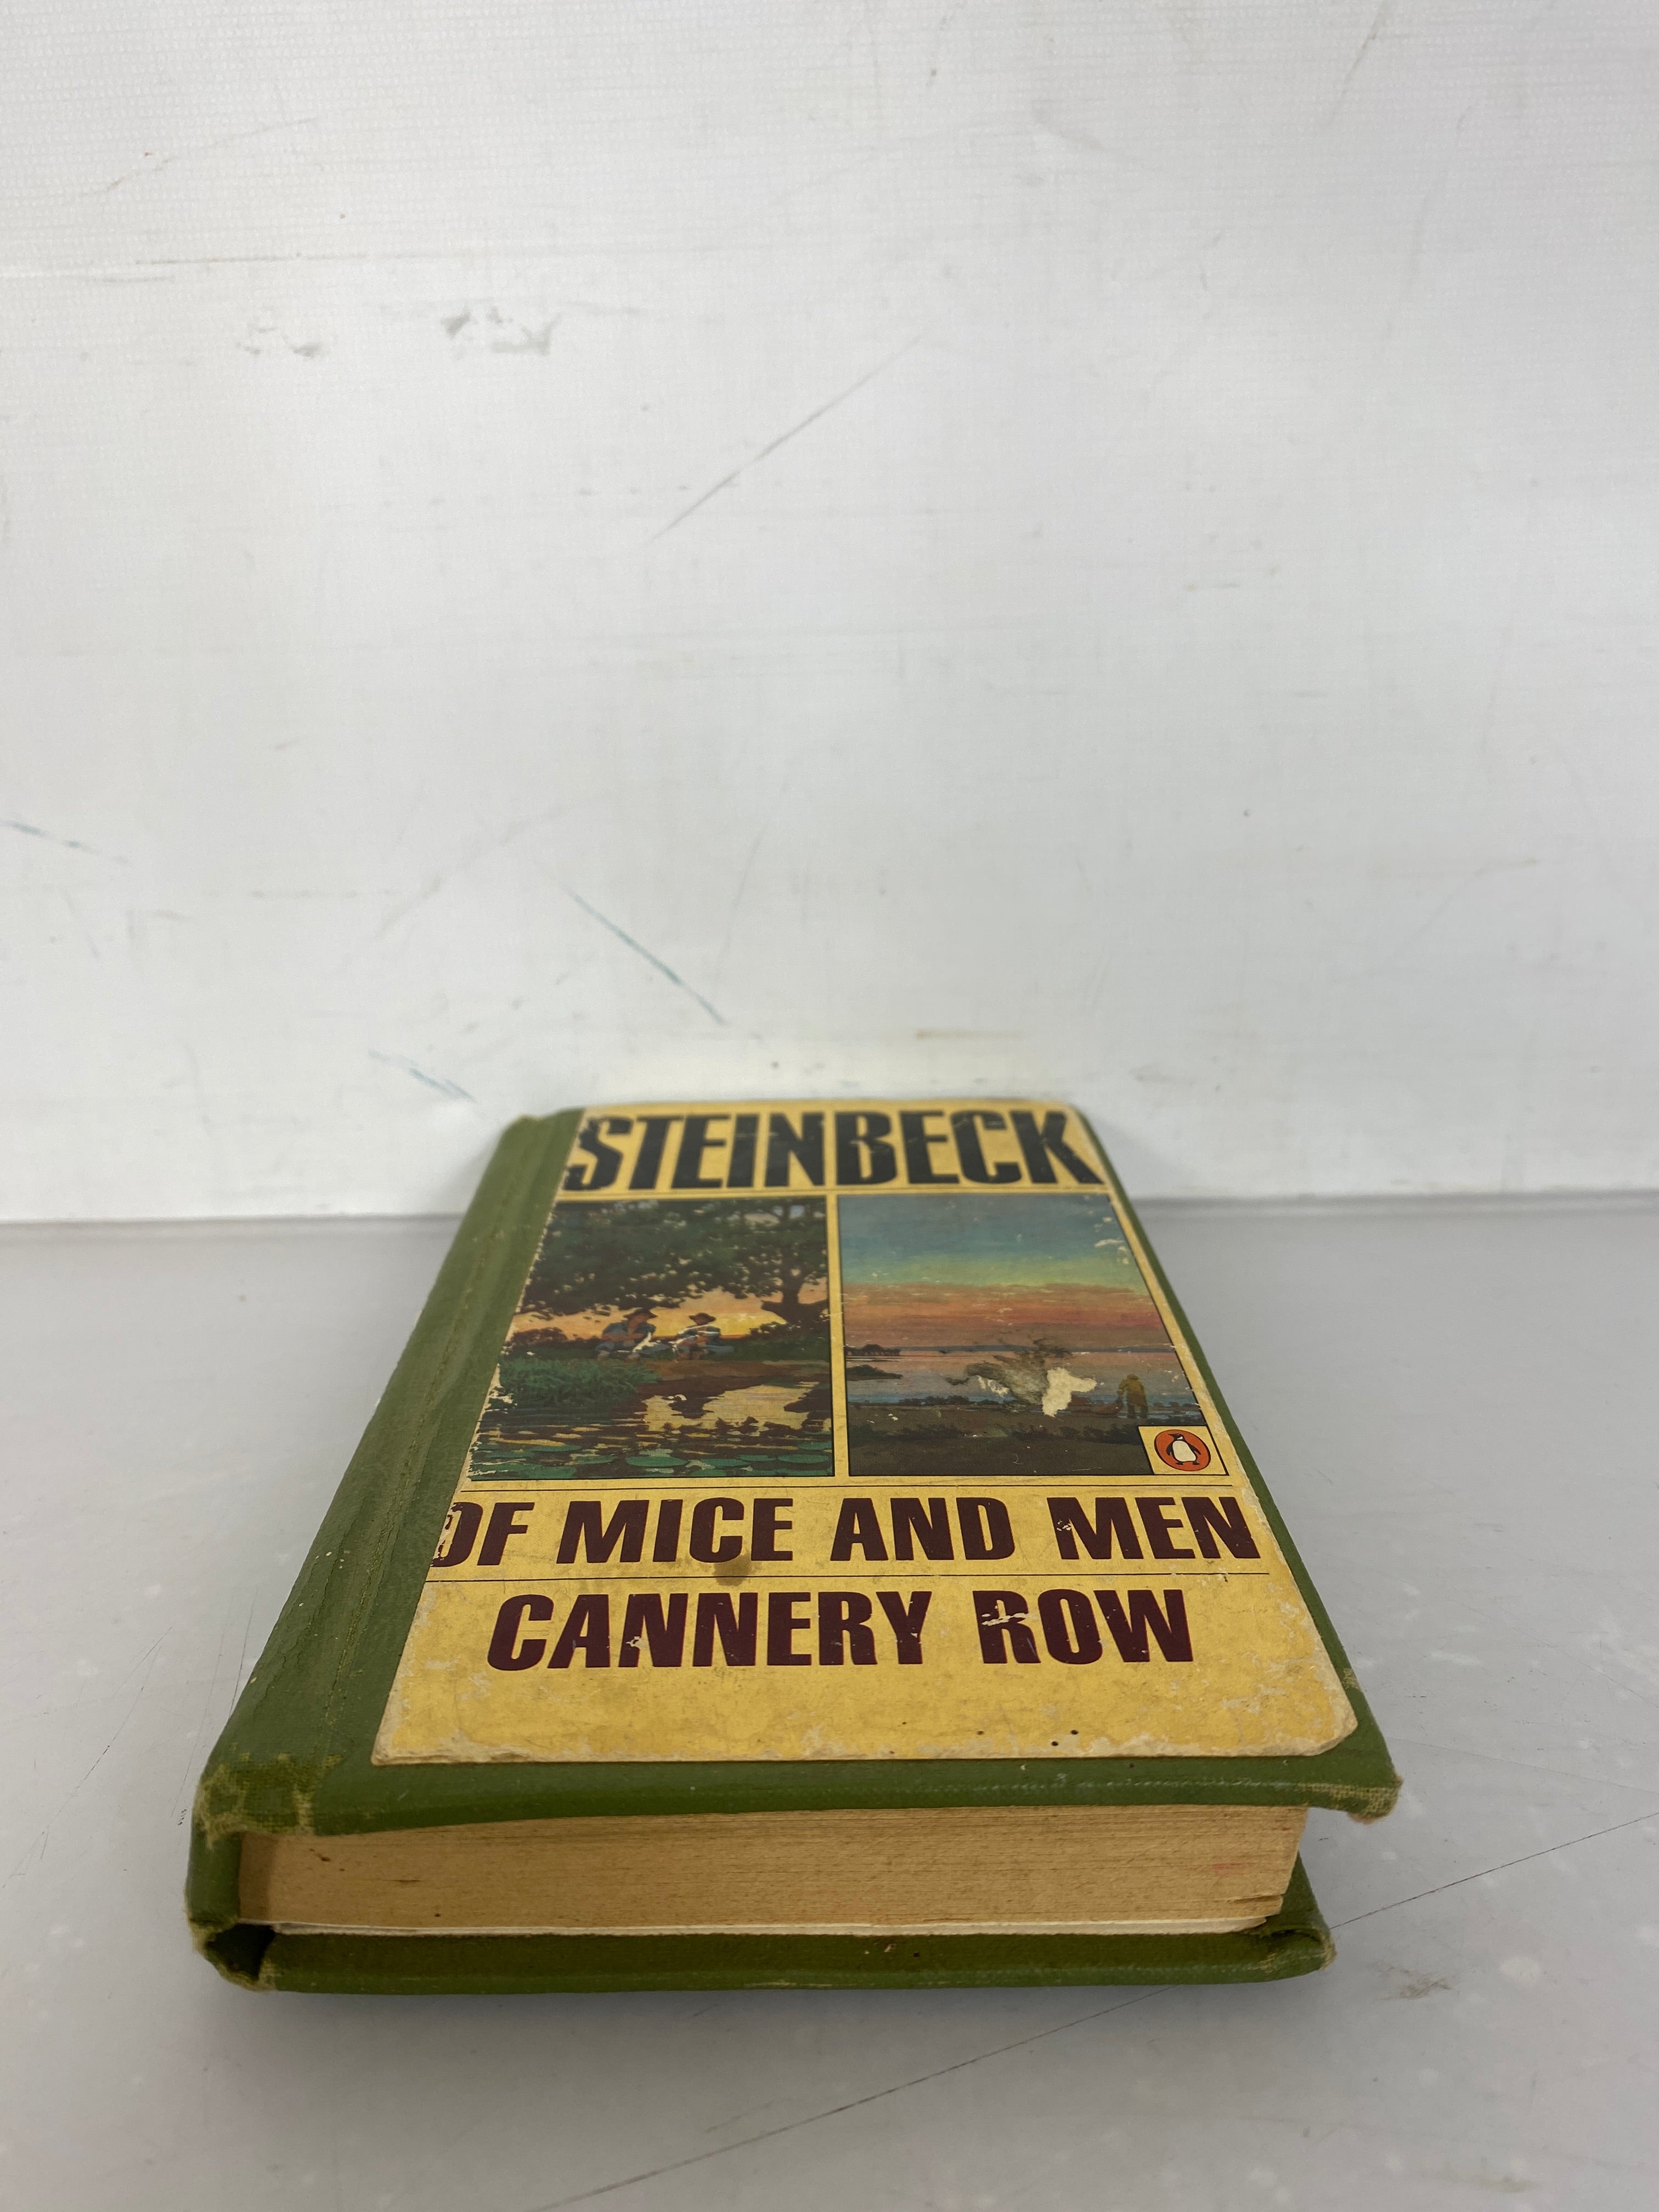 STEINBECK
OF MICE AND MEN
CANNERY ROW